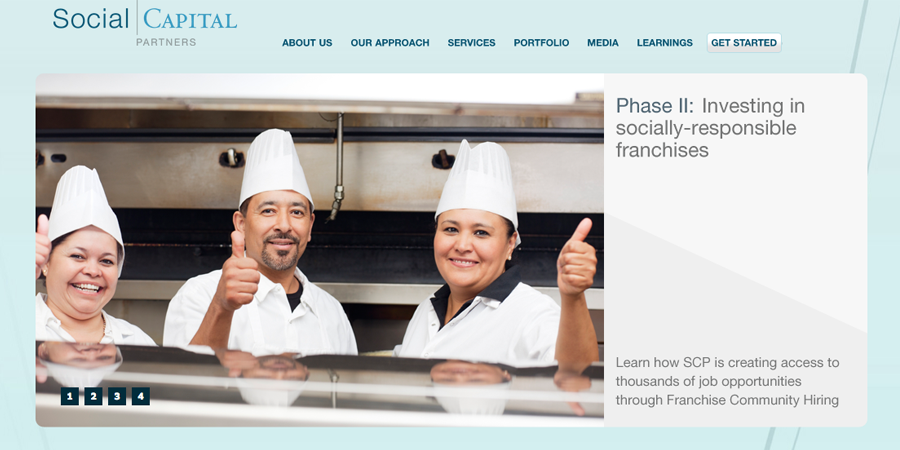 Social Capital
PARTNERS
ABOUT US OUR APPROACH SERVICES PORTFOLIO MEDIA LEARNINGS GET STARTED
Phase II: Investing in
socially-responsible
franchises
Learn how SCP is creating access to
thousands of job opportunities
through Franchise Community Hiring
1 2 3 4